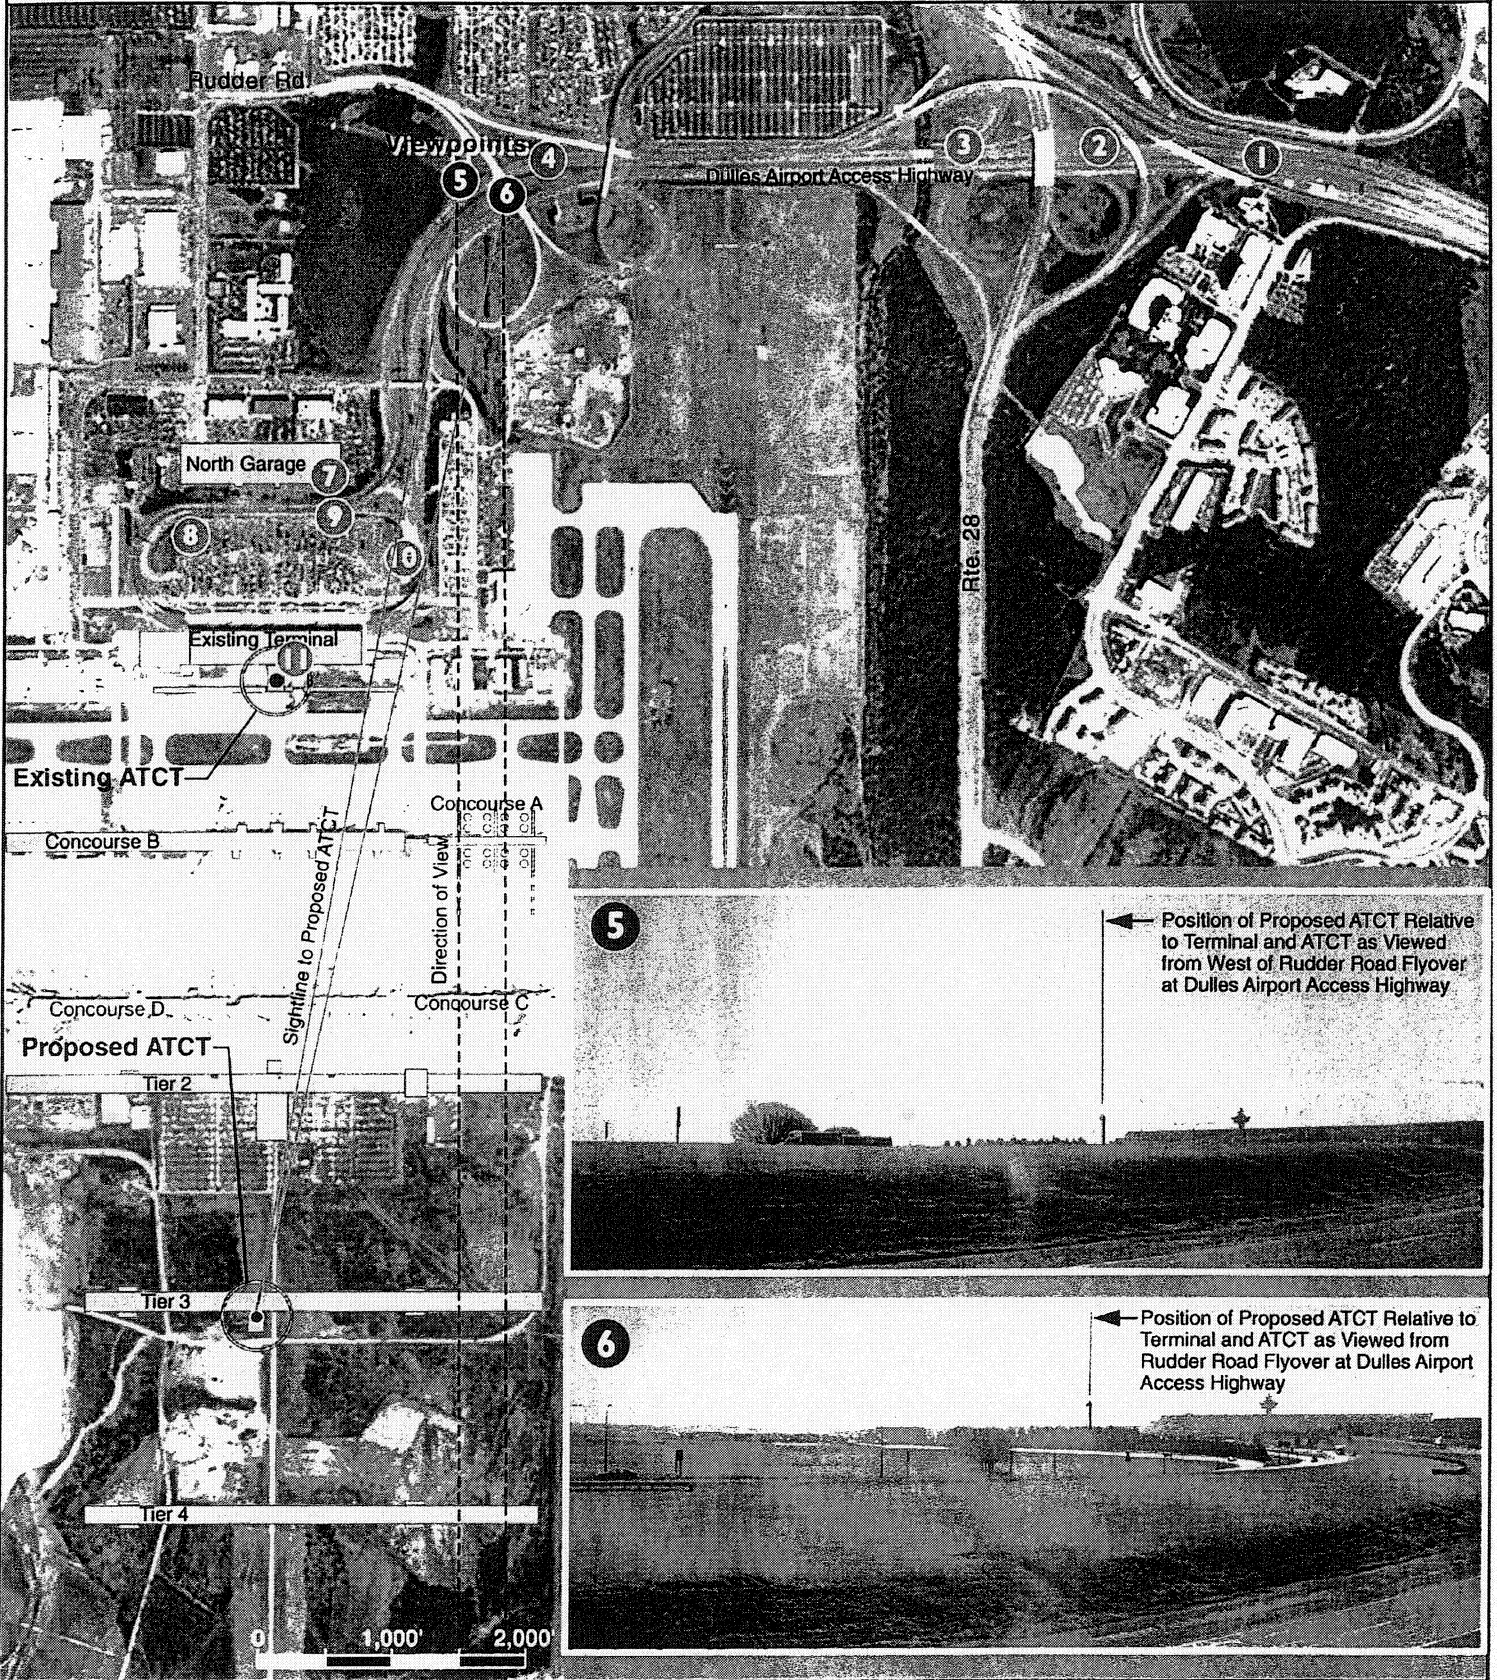 Rudder Rd.
Viewpoints
4
5
6
3
2
1
Dulles Airport Access Highway
North Garage
7
9
8
10
Rte. 28
Existing Terminal
11
Existing ATCT
Concourse A
Concourse B
Sightline to Proposed ATCT
Direction of View
Concourse D
Concourse C
Proposed ATCT
Tier 2
Tier 3
Tier 4
0 1,000' 2,000'
5
Position of Proposed ATCT Relative
to Terminal and ATCT as Viewed
from West of Rudder Road Flyover
at Dulles Airport Access Highway
6
Position of Proposed ATCT Relative to
Terminal and ATCT as Viewed from
Rudder Road Flyover at Dulles Airport
Access Highway